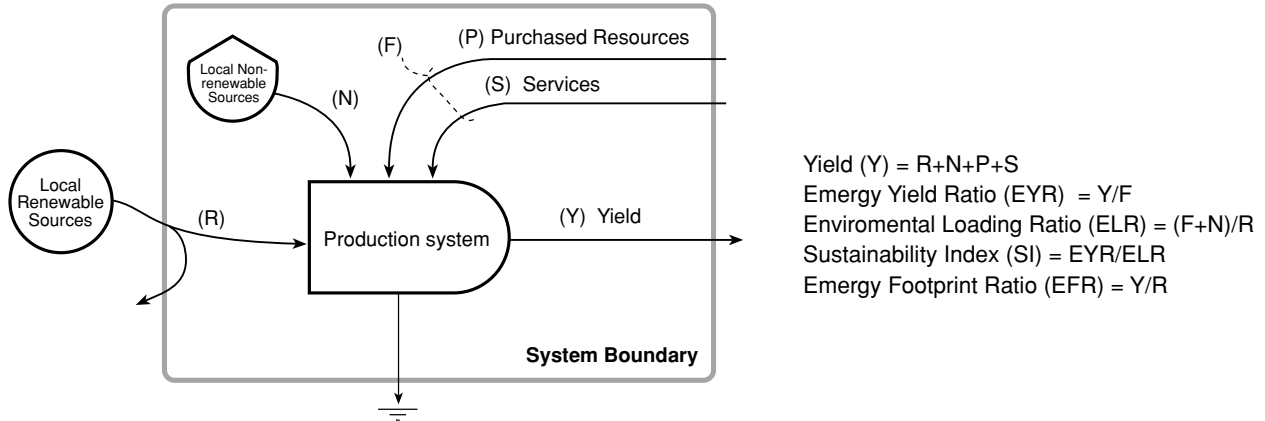 (F)
(P) Purchased Resources
(S) Services
Local Non-
renewable
Sources
(N)
Local
Renewable
Sources
(R)
Production system
(Y) Yield
System Boundary
Yield (Y) = R+N+P+S
Emergy Yield Ratio (EYR) = Y/F
Enviromental Loading Ratio (ELR) = (F+N)/R
Sustainability Index (SI) = EYR/ELR
Emergy Footprint Ratio (EFR) = Y/R